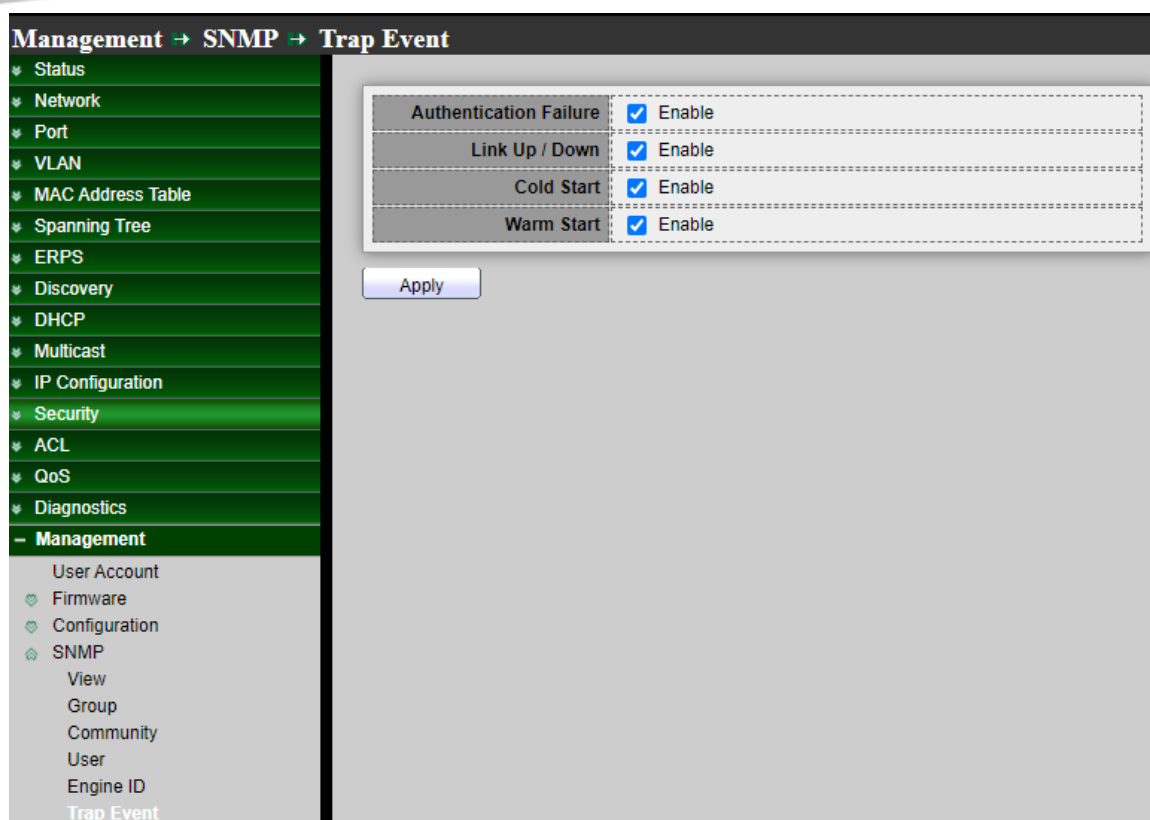 Management → SNMP → Trap Event
Status
Network
Port
VLAN
MAC Address Table
Spanning Tree
ERPS
Discovery
DHCP
Multicast
IP Configuration
Security
ACL
QoS
Diagnostics
Management
User Account
Firmware
Configuration
SNMP
View
Group
Community
User
Engine ID
Trap Event
Authentication Failure Enable
Link Up / Down Enable
Cold Start Enable
Warm Start Enable
Apply